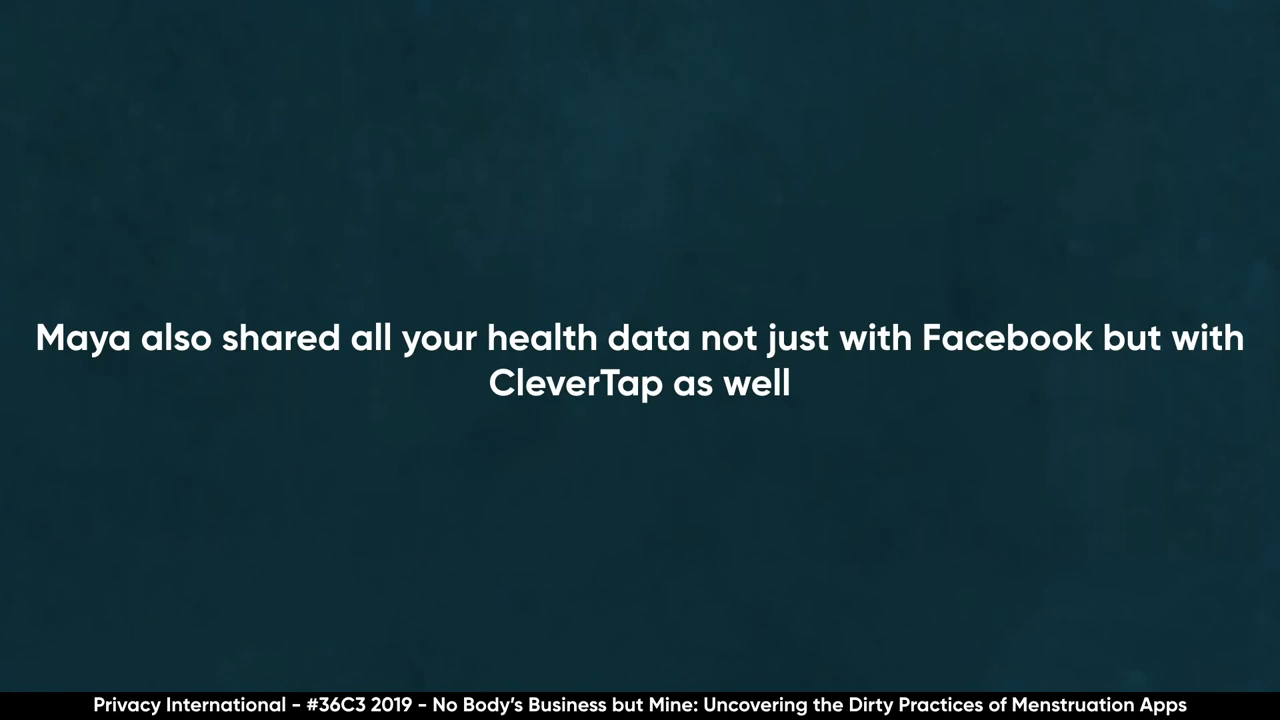 Maya also shared all your health data not just with Facebook but with
CleverTap as well
Privacy International - #36C3 2019 - No Body’s Business but Mine: Uncovering the Dirty Practices of Menstruation Apps